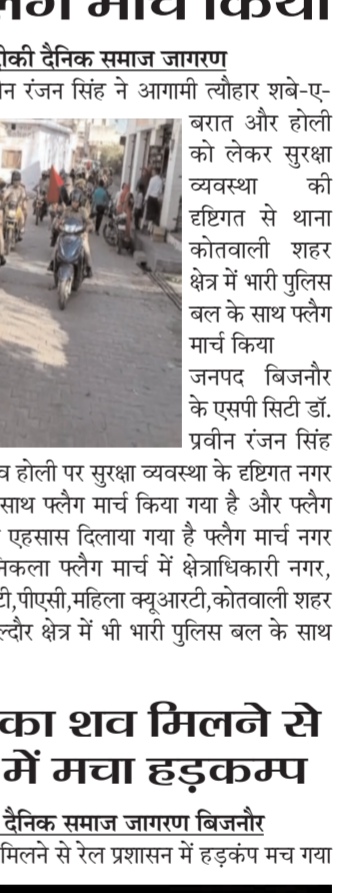 मार्च किया
दैनिक समाज जागरण
रंजन सिंह ने आगामी त्यौहार शबे-ए-
बरात और होली
को लेकर सुरक्षा
व्यवस्था की
दृष्टिगत से थाना
कोतवाली शहर
क्षेत्र में भारी पुलिस
बल के साथ फ्लैग
मार्च किया
जनपद बिजनौर
के एसपी सिटी डॉ.
प्रवीन रंजन सिंह
व होली पर सुरक्षा व्यवस्था के दृष्टिगत नगर
साथ फ्लैग मार्च किया गया है और फ्लैग
एहसास दिलाया गया है फ्लैग मार्च नगर
फ्लैग मार्च में क्षेत्राधिकारी नगर,
पीएसी,महिला क्यूआरटी,कोतवाली शहर
क्षेत्र में भी भारी पुलिस बल के साथ
का शव मिलने से
में मचा हड़कम्प
दैनिक समाज जागरण बिजनौर
मिलने से रेल प्रशासन में हड़कंप मच गया